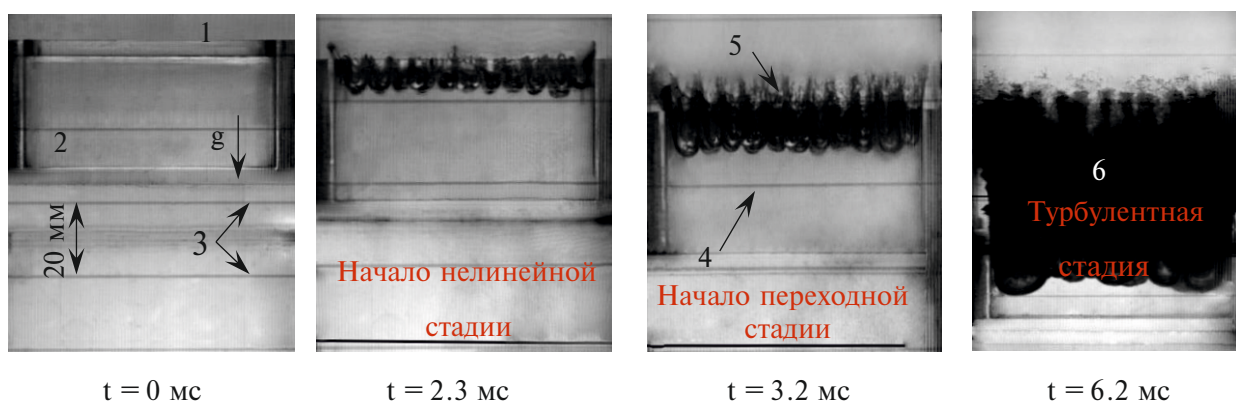 1
2
g
20 мм
3
Начало нелинейной
стадии
5
4
Начало переходной
стадии
6
Турбулентная
стадия
t = 0 мс
t = 2.3 мс
t = 3.2 мс
t = 6.2 мс